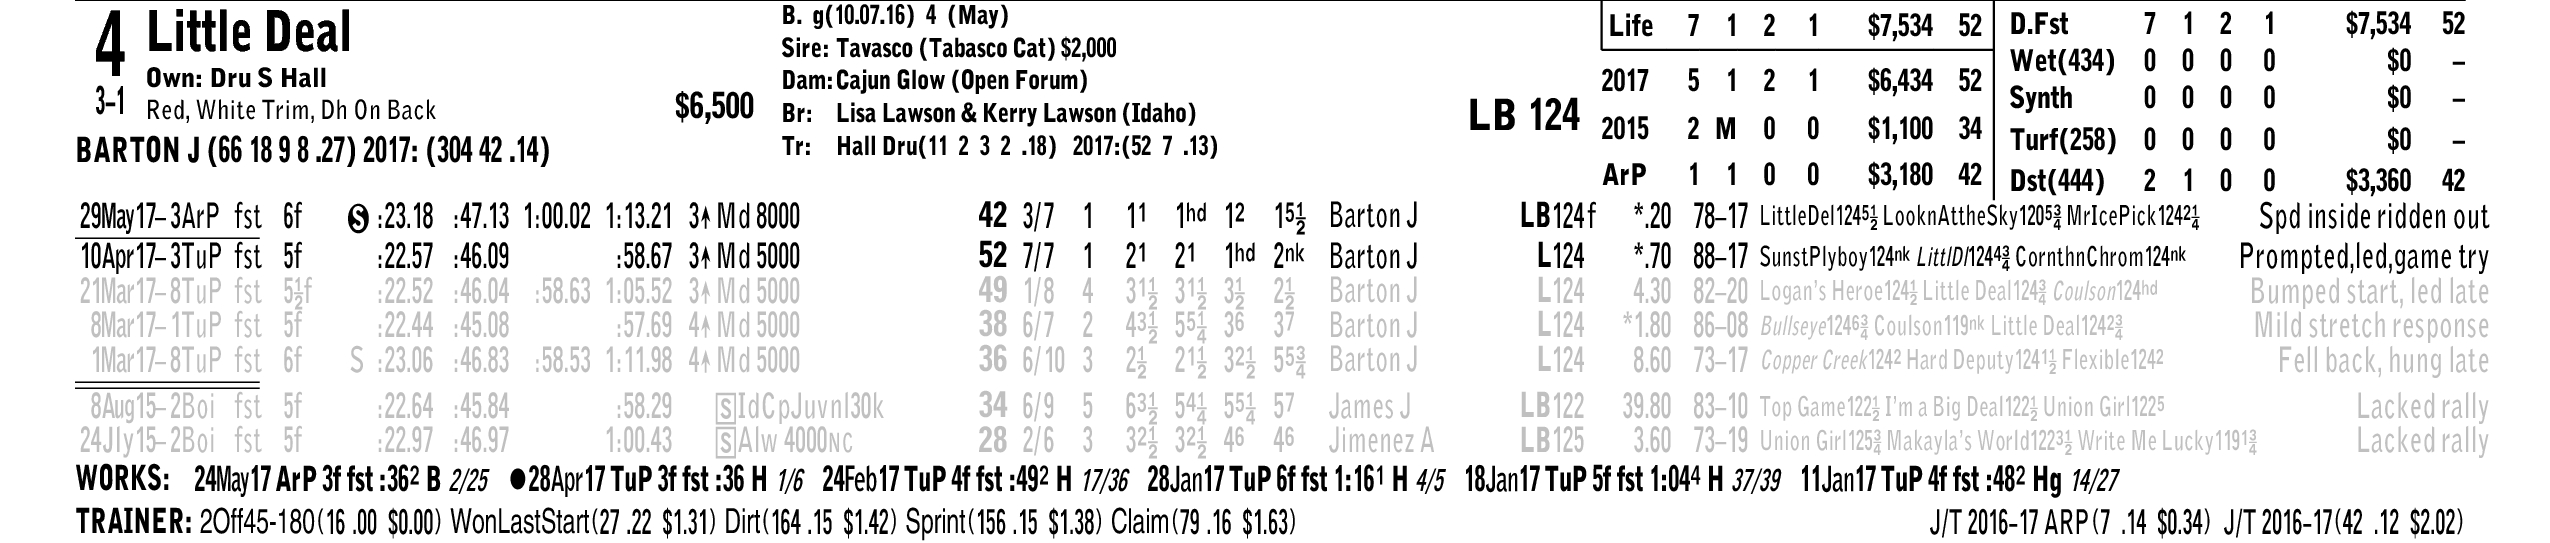 4 Little Deal
Own: Dru S Hall
3–1 Red, White Trim, Dh On Back $6,500
BARTON J (66 18 9 8 .27) 2017: (304 42 .14)
B. g(10.07.16) 4 (May)
Sire: Tavasco (Tabasco Cat) $2,000
Dam: Cajun Glow (Open Forum)
Br: Lisa Lawson & Kerry Lawson (Idaho)
Tr: Hall Dru(11 2 3 2 .18) 2017:(52 7 .13)
LB 124
Life 7 1 2 1 $7,534 52
2017 5 1 2 1 $6,434 52
2015 2 M 0 0 $1,100 34
ArP 1 1 0 0 $3,180 42
D.Fst 7 1 2 1 $7,534 52
Wet(434) 0 0 0 0 $0 –
Synth 0 0 0 0 $0 –
Turf(258) 0 0 0 0 $0 –
Dst(444) 2 1 0 0 $3,360 42
29May17–3ArP fst 6f Ⓢ :23.18 :47.13 1:00.02 1:13.21 3↑ Md 8000 42 3/7 1 1¹ 1hd 1² 15½ Barton J LB124f *.20 78–17 LittleDel1245½ LooknAttheSky1205¾ MrIcePick1242¼ Spd inside ridden out
10Apr17–3TuP fst 5f :22.57 :46.09 :58.67 3↑ Md 5000 52 7/7 1 2¹ 2¹ 1hd 2nk Barton J L124 *.70 88–17 SunstPlyboy124nk LittlDl1244¾ CornthnChrom124nk Prompted,led,game try
21Mar17–8TuP fst 5½f :22.52 :46.04 :58.63 1:05.52 3↑ Md 5000 49 1/8 4 31½ 31½ 3½ 2½ Barton J L124 4.30 82–20 Logan's Heroe124½ Little Deal124¾ Coulson124hd Bumped start, led late
8Mar17–1TuP fst 5f :22.44 :45.08 :57.69 4↑ Md 5000 38 6/7 2 43½ 55¼ 3⁶ 3⁷ Barton J L124 *1.80 86–08 Bullseye1246¾ Coulson119nk Little Deal1242¾ Mild stretch response
1Mar17–8TuP fst 6f S :23.06 :46.83 :58.53 1:11.98 4↑ Md 5000 36 6/10 3 2½ 21½ 32½ 55¾ Barton J L124 8.60 73–17 Copper Creek124² Hard Deputy1241½ Flexible124² Fell back, hung late
8Aug15–2Boi fst 5f :22.64 :45.84 :58.29 🅂IdCpJuvnl30k 34 6/9 5 63½ 54¼ 55¼ 5⁷ James J LB122 39.80 83–10 Top Game122½ I'm a Big Deal122½ Union Girl122⁵ Lacked rally
24Jly15–2Boi fst 5f :22.97 :46.97 1:00.43 🅂Alw 4000NC 28 2/6 3 32½ 32½ 4⁶ 4⁶ Jimenez A LB125 3.60 73–19 Union Girl125¾ Makayla's World1223½ Write Me Lucky1191¾ Lacked rally
WORKS: 24May17 ArP 3f fst :36² B 2/25 ●28Apr17 TuP 3f fst :36 H 1/6 24Feb17 TuP 4f fst :49² H 17/36 28Jan17 TuP 6f fst 1:16¹ H 4/5 18Jan17 TuP 5f fst 1:04⁴ H 37/39 11Jan17 TuP 4f fst :48² Hg 14/27
TRAINER: 2Off45-180(16 .00 $0.00) WonLastStart(27 .22 $1.31) Dirt(164 .15 $1.42) Sprint(156 .15 $1.38) Claim(79 .16 $1.63) J/T 2016-17 ARP(7 .14 $0.34) J/T 2016-17(42 .12 $2.02)